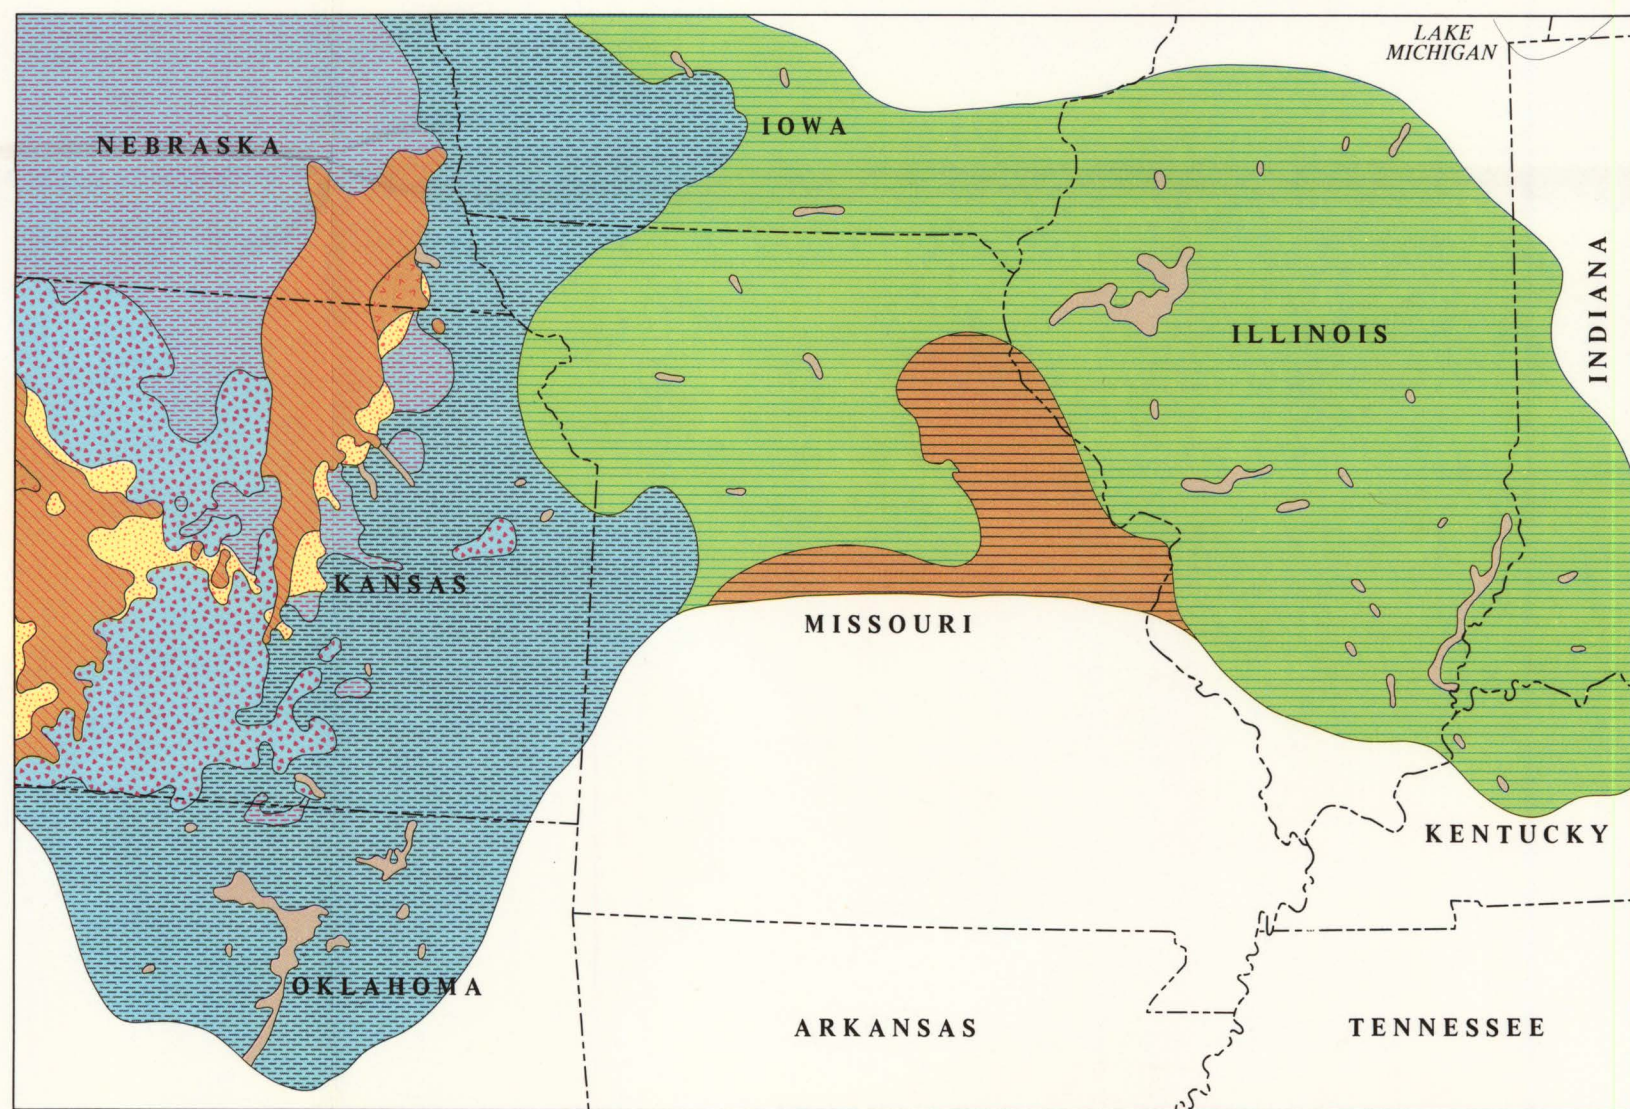 LAKE
MICHIGAN
IOWA
NEBRASKA
INDIANA
ILLINOIS
KANSAS
MISSOURI
KENTUCKY
OKLAHOMA
ARKANSAS
TENNESSEE